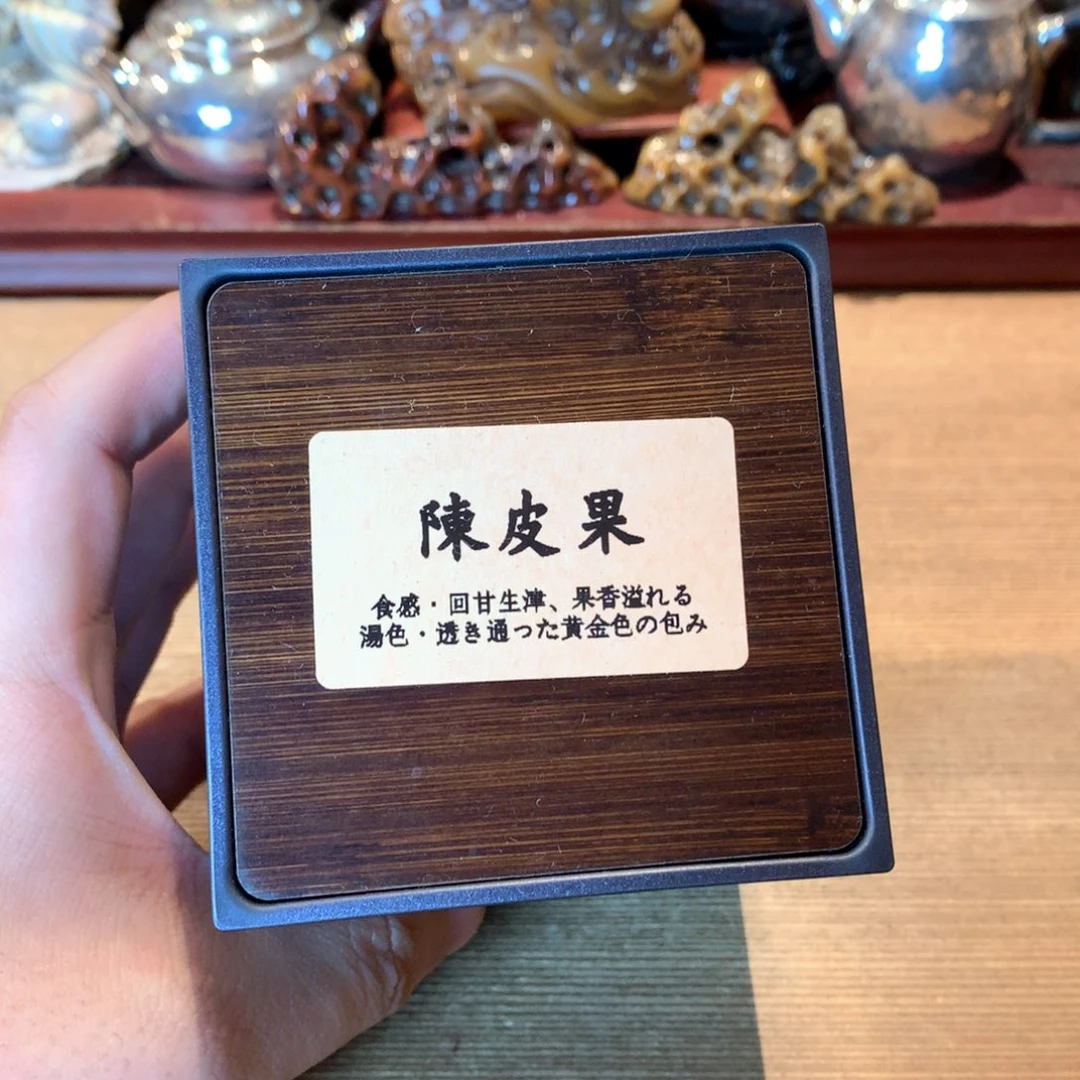 陳皮果
食感・回甘生津、果香溢れる
湯色・透き通った黄金色の包み